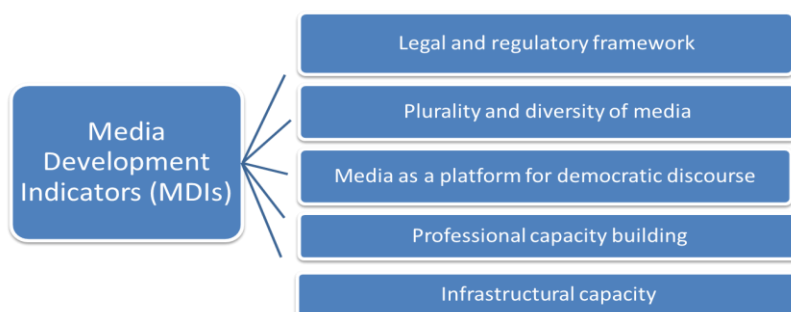 Media
Development
Indicators (MDIs)
Legal and regulatory framework
Plurality and diversity of media
Media as a platform for democratic discourse
Professional capacity building
Infrastructural capacity